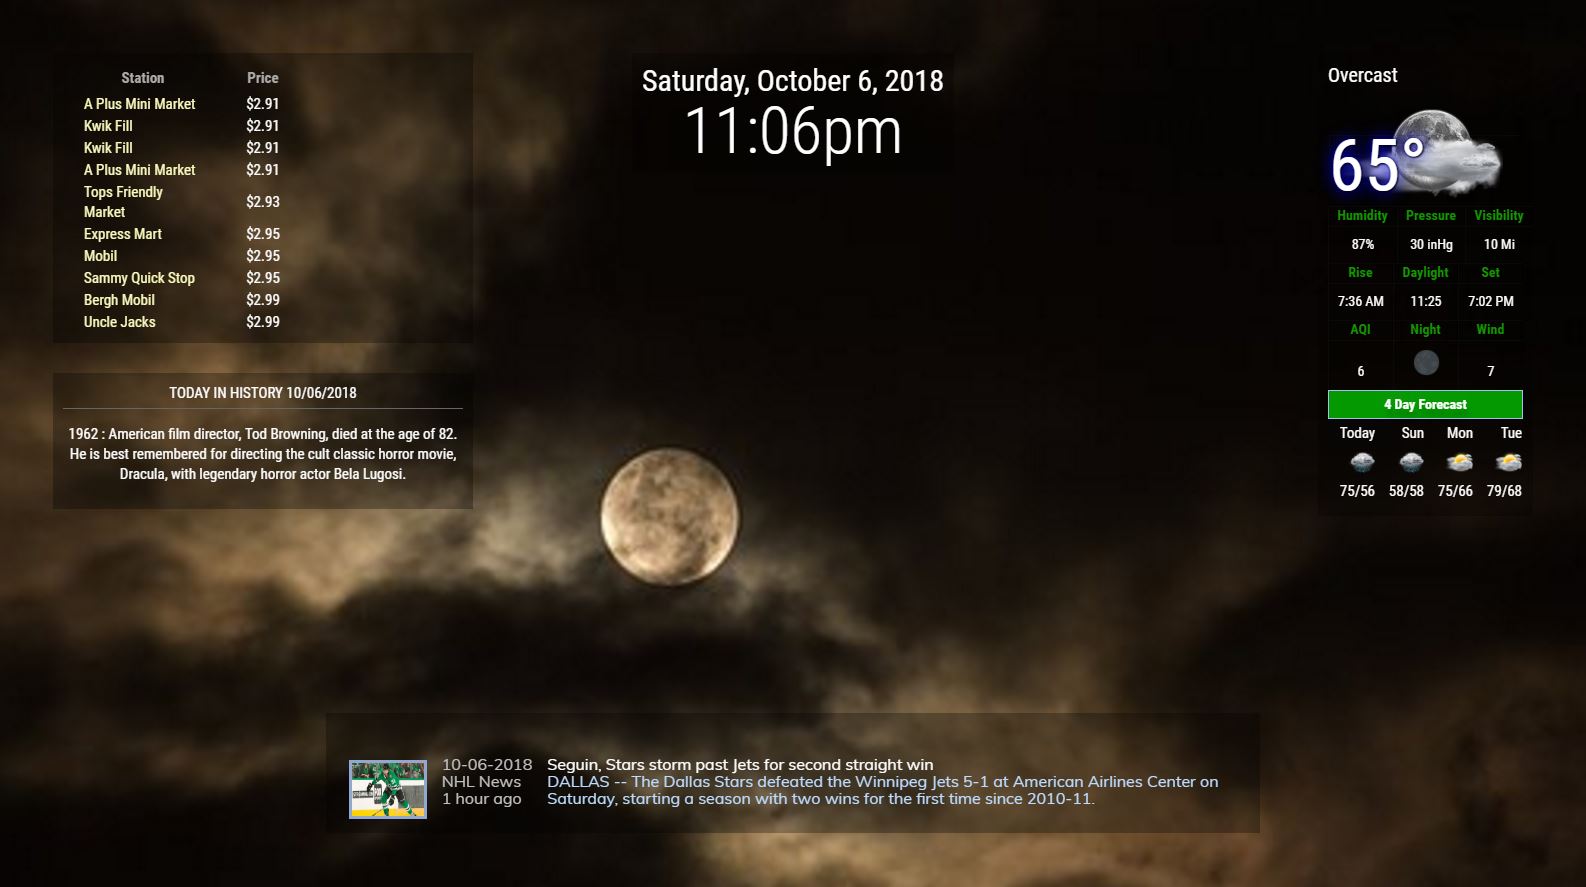 Station Price
A Plus Mini Market $2.91
Kwik Fill $2.91
Kwik Fill $2.91
A Plus Mini Market $2.91
Tops Friendly
Market $2.93
Express Mart $2.95
Mobil $2.95
Sammy Quick Stop $2.95
Bergh Mobil $2.99
Uncle Jacks $2.99
TODAY IN HISTORY 10/06/2018
1962 : American film director, Tod Browning, died at the age of 82.
He is best remembered for directing the cult classic horror movie,
Dracula, with legendary horror actor Bela Lugosi.
Saturday, October 6, 2018
11:06pm
Overcast
65°
Humidity Pressure Visibility
87% 30 inHg 10 Mi
Rise Daylight Set
7:36 AM 11:25 7:02 PM
AQI Night Wind
6 7
4 Day Forecast
Today Sun Mon Tue
75/56 58/58 75/66 79/68
10-06-2018 Seguin, Stars storm past Jets for second straight win
NHL News DALLAS -- The Dallas Stars defeated the Winnipeg Jets 5-1 at American Airlines Center on
1 hour ago Saturday, starting a season with two wins for the first time since 2010-11.